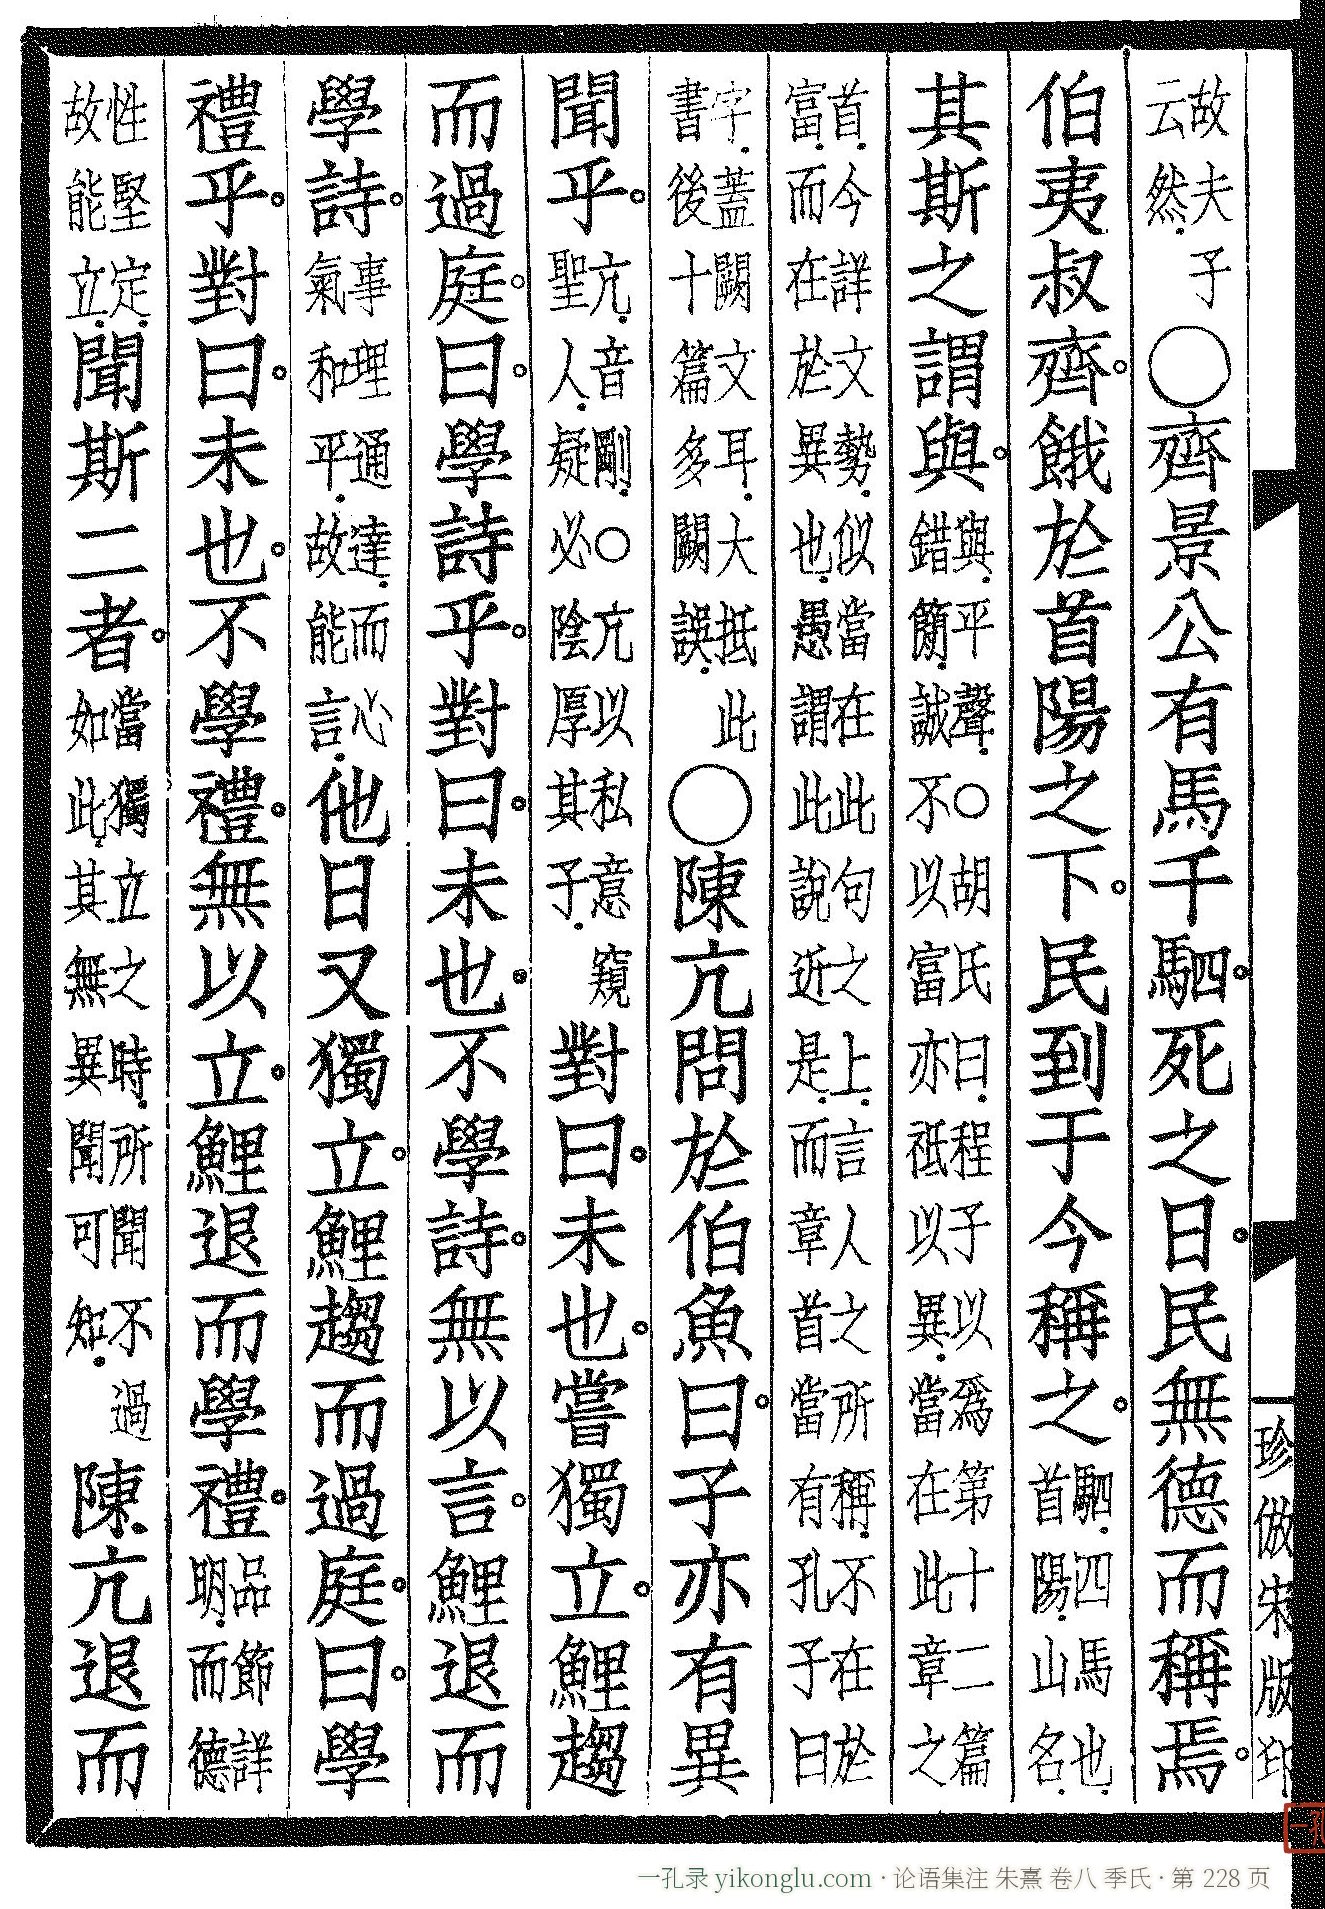 故夫子云然。○齊景公有馬千駟。死之日。民無德而稱焉。
伯夷叔齊。餓於首陽之下。民到于今稱之。駟。四馬也。首陽。山名。
其斯之謂與。與。平聲。○胡氏曰。程子以爲第十二篇錯簡。誠不以富亦祇以異。當在此章之
首。今詳文勢。似當在此句之上。言人之所稱。不在於富。而在於異也。愚謂此說近是。而章首當有孔子曰
字。蓋闕文耳。大抵此書後十篇多闕誤。○陳亢問於伯魚曰。子亦有異
聞乎。亢。音剛。○亢以私意窺聖人。疑必陰厚其子。對曰。未也。嘗獨立。鯉趨
而過庭。曰。學詩乎。對曰。未也。不學詩。無以言。鯉退而
學詩。事理通達。而心氣和平。故能言。他日又獨立。鯉趨而過庭。曰。學
禮乎。對曰。未也。不學禮。無以立。鯉退而學禮。品節詳明。而德
性堅定。故能立。聞斯二者。當獨立之時。所聞不過如此。其無異聞可知。陳亢退而
珍倣宋版印
一孔录 yikonglu.com · 论语集注 朱熹 卷八 季氏 · 第 228 页